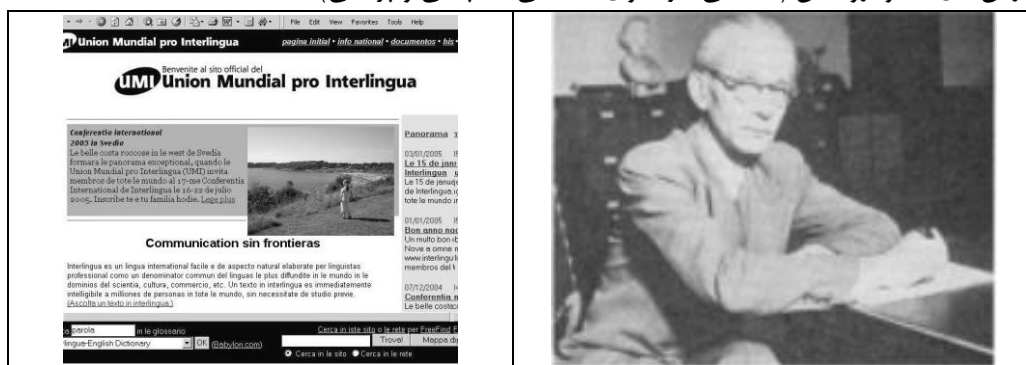 File Edit View Favorites Tools Help
UMI Union Mundial pro Interlingua
pagina initial • info national • documentos • his
Benvenite al sito official del
UMI Union Mundial pro Interlingua
Conferentia international
2005 in Svedia
Le belle costa roccose in le west de Svedia
formara le panorama exceptional, quando le
Union Mundial pro Interlingua (UMI) invita
membros de tote le mundo al 17-me Conferentia
International de Interlingua le 16-22 de julio
2005. Inscribe te e tu familia hodie. Lege plus
Panorama
03/01/2005
Le 15 de janu
Interlingua
Le 15 de januar
de Interlingua
tote le mundo
01/01/2005
Bon anno
Un multo bon
Nove a omne
www.interlingu
membros del
07/12/2004
Conferentia
Le belle costa
Communication sin frontieras
Interlingua es un lingua international facile e de aspecto natural elaborate per linguistas
professional como un denominator commun del linguas le plus diffundite in le mundo in le
dominios del scientia, cultura, commercio, etc. Un texto in interlingua es immediatemente
intelligibile a milliones de personas in tote le mundo, sin necessitate de studio previe.
(Ascolta un texto in interlingua.)
parola in le glossario
lingua-English Dictionary OK (Babylon.com)
Cerca in iste sito o le rete per FreeFind
Trova! Mappa
Cerca in le sito Cerca in le rete